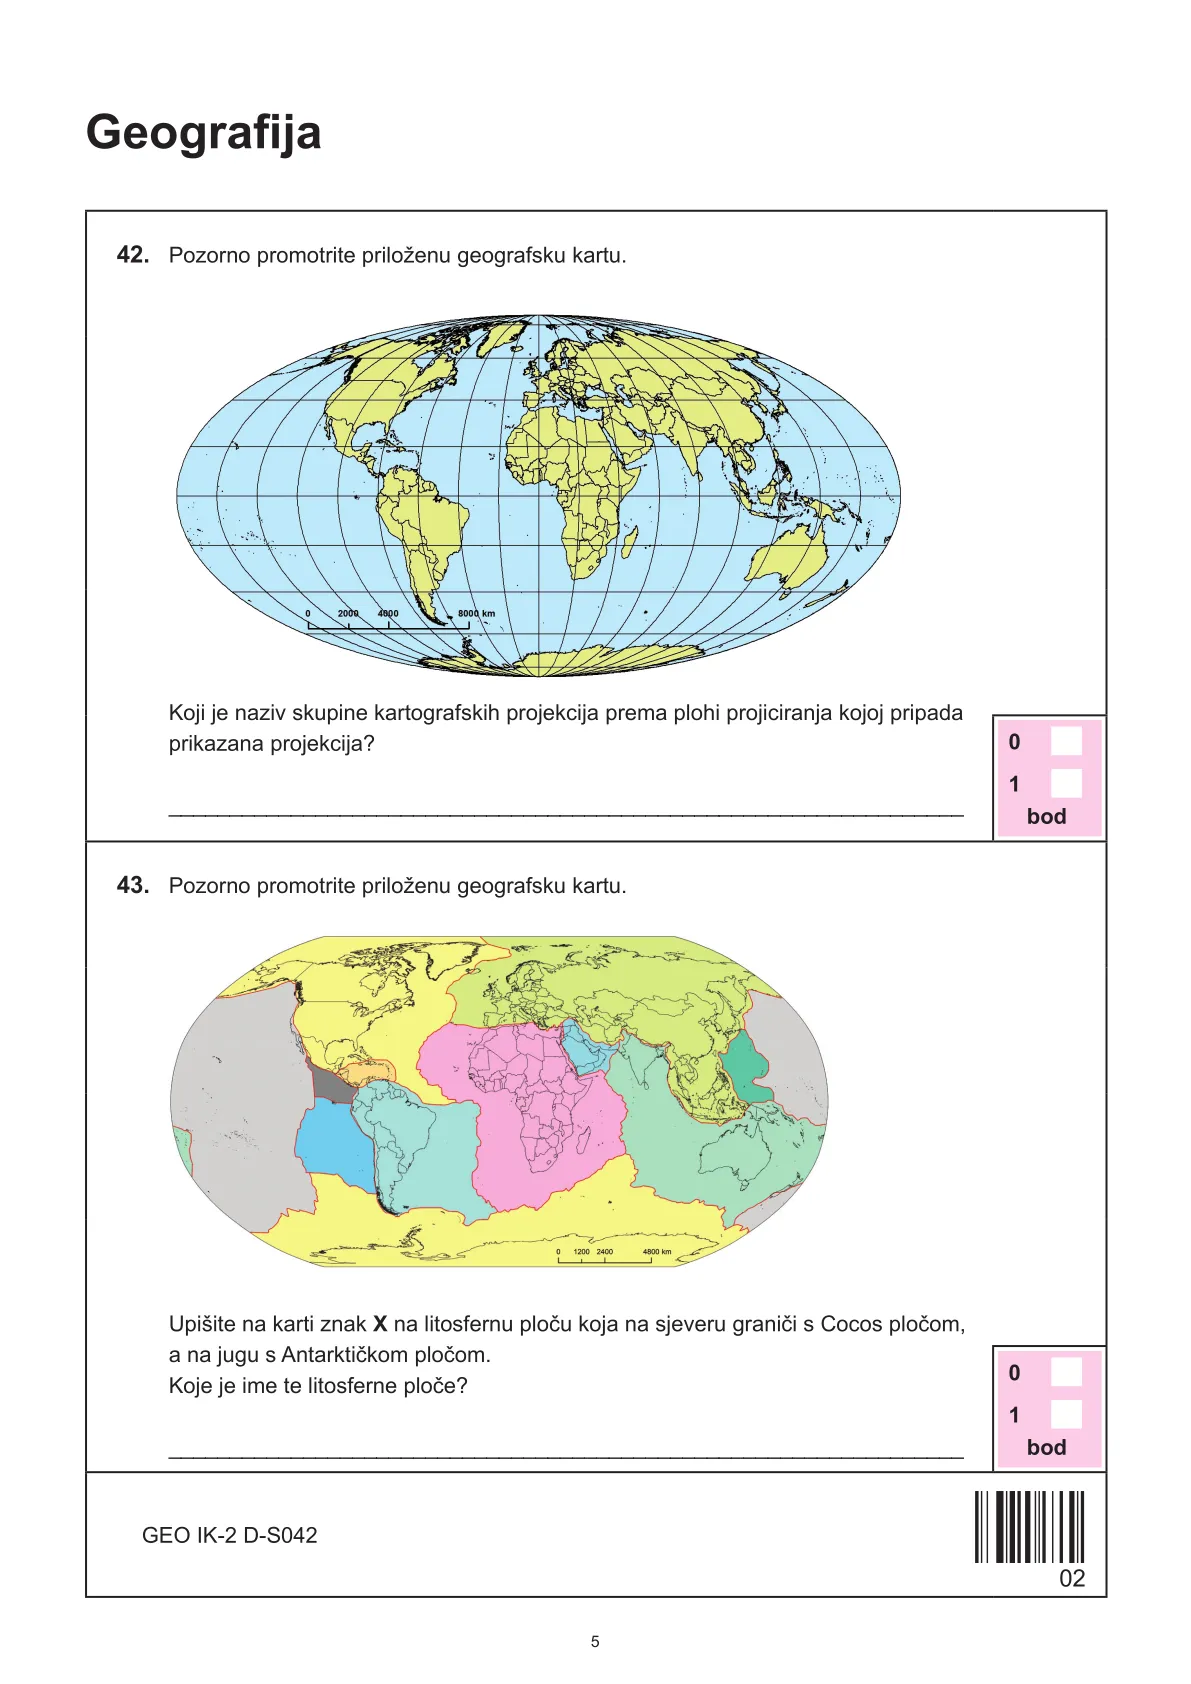 Geografija
42. Pozorno promotrite priloženu geografsku kartu.
0 2000 4000 8000 km
Koji je naziv skupine kartografskih projekcija prema plohi projiciranja kojoj pripada
prikazana projekcija?
0
1
bod
43. Pozorno promotrite priloženu geografsku kartu.
0 1200 2400 4800 km
Upišite na karti znak X na litosfernu ploču koja na sjeveru graniči s Cocos pločom,
a na jugu s Antarktičkom pločom.
Koje je ime te litosferne ploče?
0
1
bod
GEO IK-2 D-S042
02
5